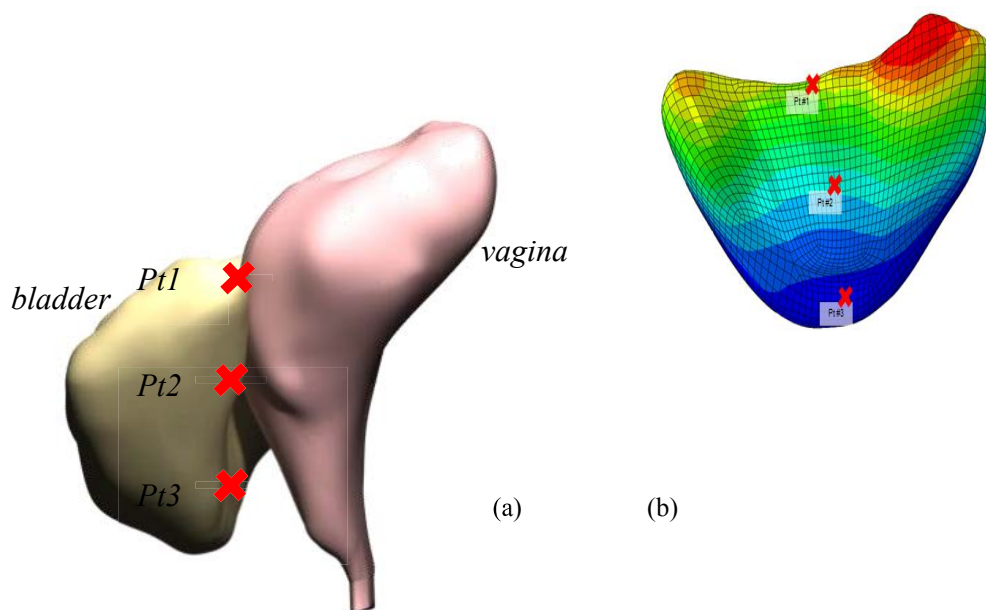 Pt1
bladder
vagina
Pt2
Pt3
(a)
Pt#1
Pt#2
Pt#3
(b)